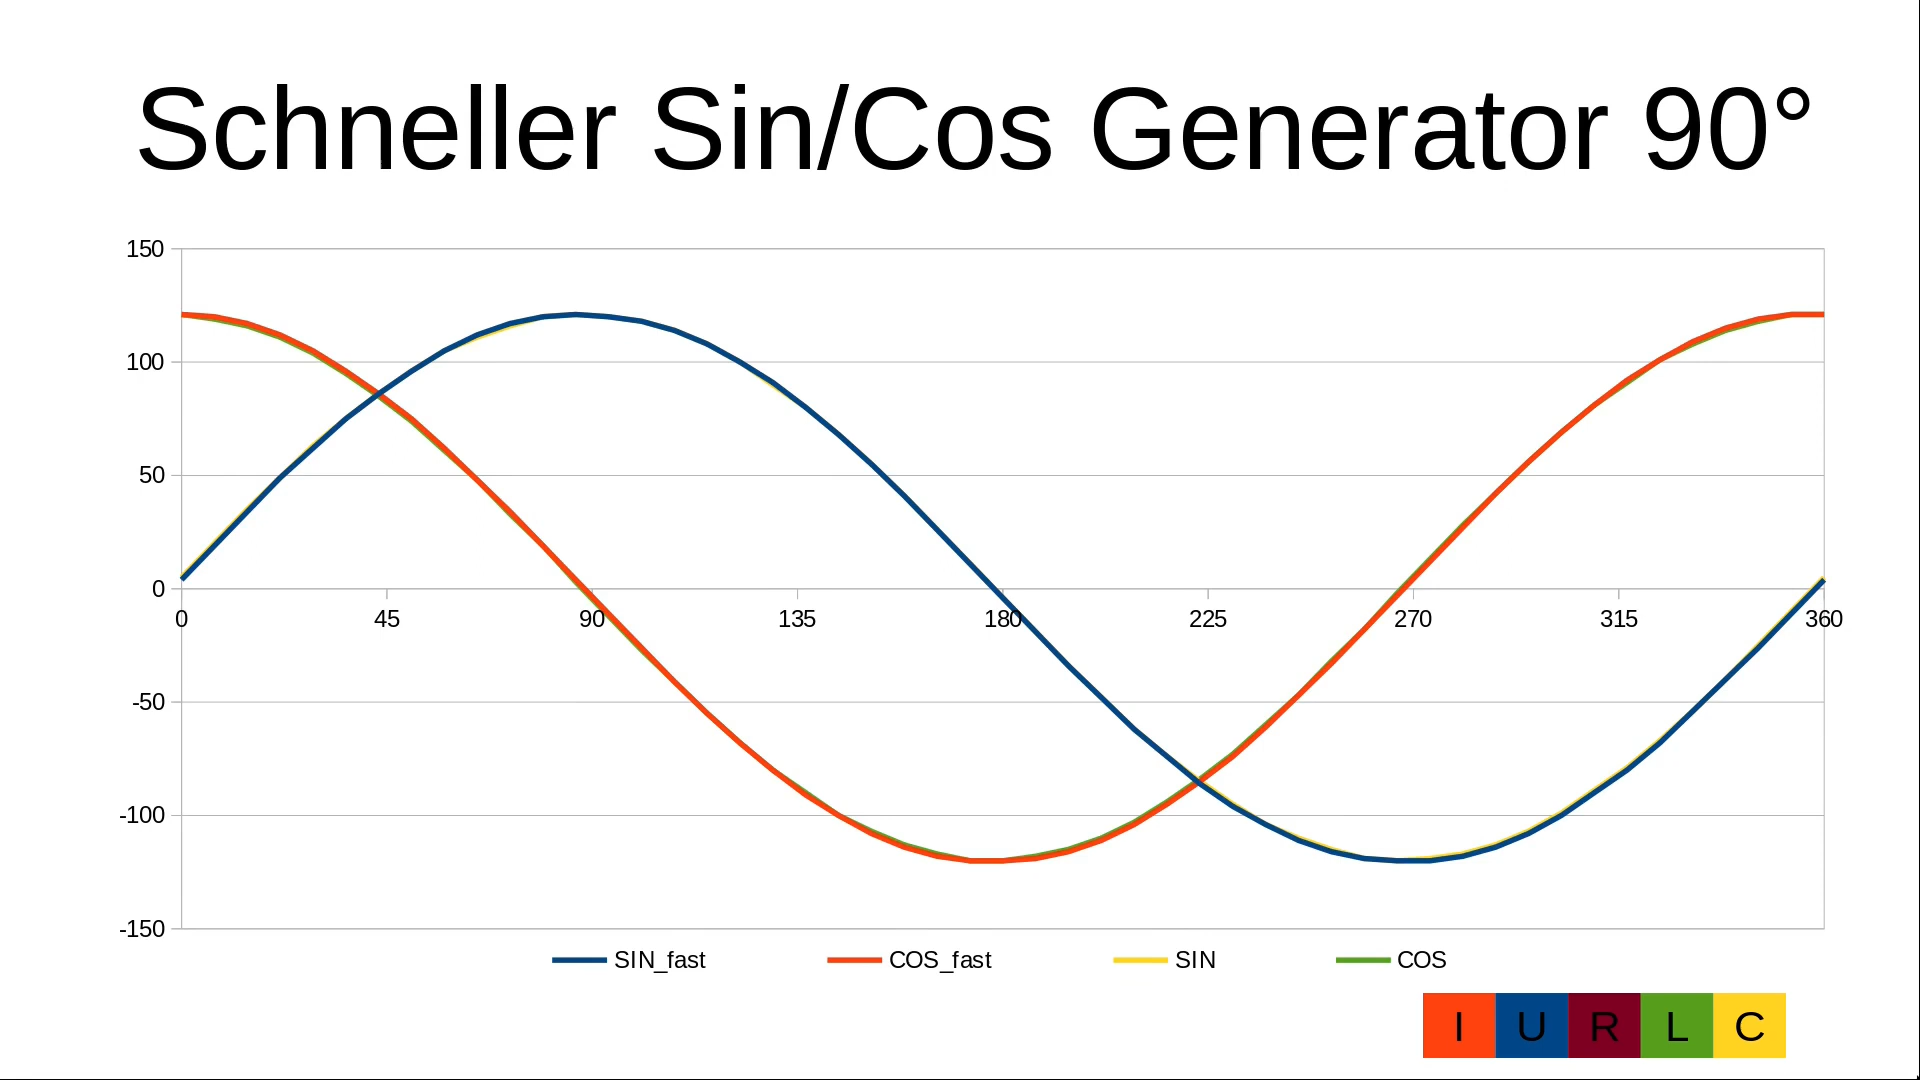 Schneller Sin/Cos Generator 90°
150
100
50
0
0 45 90 135 180 225 270 315 360
-50
-100
-150
SIN_fast COS_fast SIN COS
I U R L C